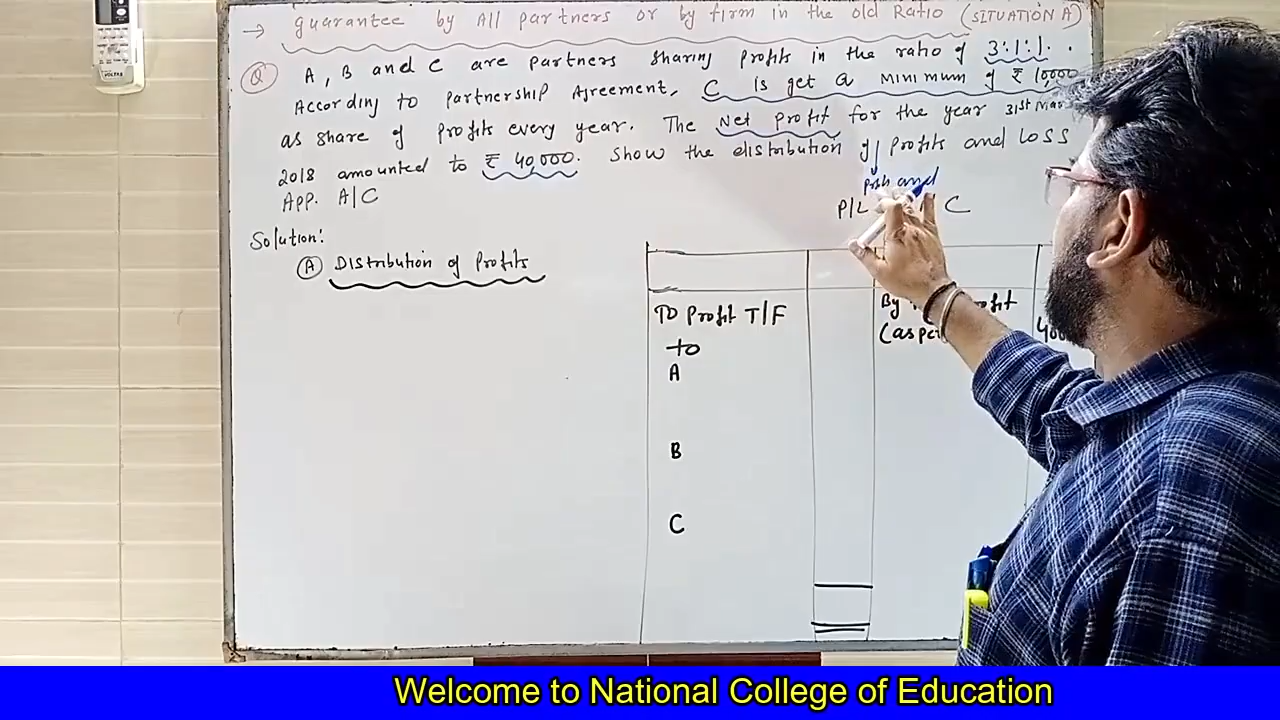 → guarantee by All partners or by firm in the old Ratio (SITUATION A)
Q A, B and C are partners sharing profits in the ratio of 3:1:1.
According to partnership Agreement, C is get a minimum of ₹ 10,000
as share of profits every year. The Net profit for the year 31st Mar
2018 amounted to ₹ 40,000. Show the distribution of profits and Loss
App. A/C
P/L C
Solution:
(A) Distribution of Profits
To Profit T/F
to
A
B
C
By
(as per
VOLTAS
Welcome to National College of Education